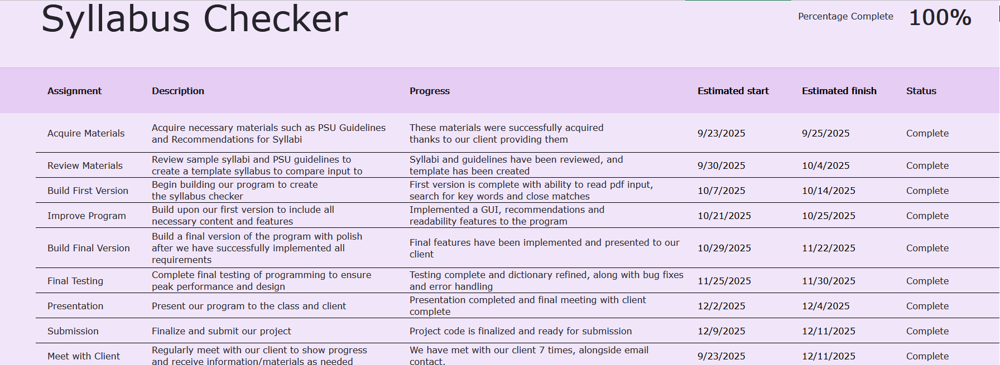 Syllabus Checker
Percentage Complete 100%
Assignment Description Progress Estimated start Estimated finish Status
Acquire Materials
Acquire necessary materials such as PSU Guidelines
and Recommendations for Syllabi
These materials were successfully acquired
thanks to our client providing them
9/23/2025 9/25/2025 Complete
Review Materials
Review sample syllabi and PSU guidelines to
create a template syllabus to compare input to
Syllabi and guidelines have been reviewed, and
template has been created
9/30/2025 10/4/2025 Complete
Build First Version
Begin building our program to create
the syllabus checker
First version is complete with ability to read pdf input,
search for key words and close matches
10/7/2025 10/14/2025 Complete
Improve Program
Build upon our first version to include all
necessary content and features
Implemented a GUI, recommendations and
readability features to the program
10/21/2025 10/25/2025 Complete
Build Final Version
Build a final version of the program with polish
after we have successfully implemented all
requirements
Final features have been implemented and presented to our
client
10/29/2025 11/22/2025 Complete
Final Testing
Complete final testing of programming to ensure
peak performance and design
Testing complete and dictionary refined, along with bug fixes
and error handling
11/25/2025 11/30/2025 Complete
Presentation
Present our program to the class and client
Presentation completed and final meeting with client
complete
12/2/2025 12/4/2025 Complete
Submission
Finalize and submit our project
Project code is finalized and ready for submission
12/9/2025 12/11/2025 Complete
Meet with Client
Regularly meet with our client to show progress
and receive information/materials as needed
We have met with our client 7 times, alongside email
contact.
9/23/2025 12/11/2025 Complete